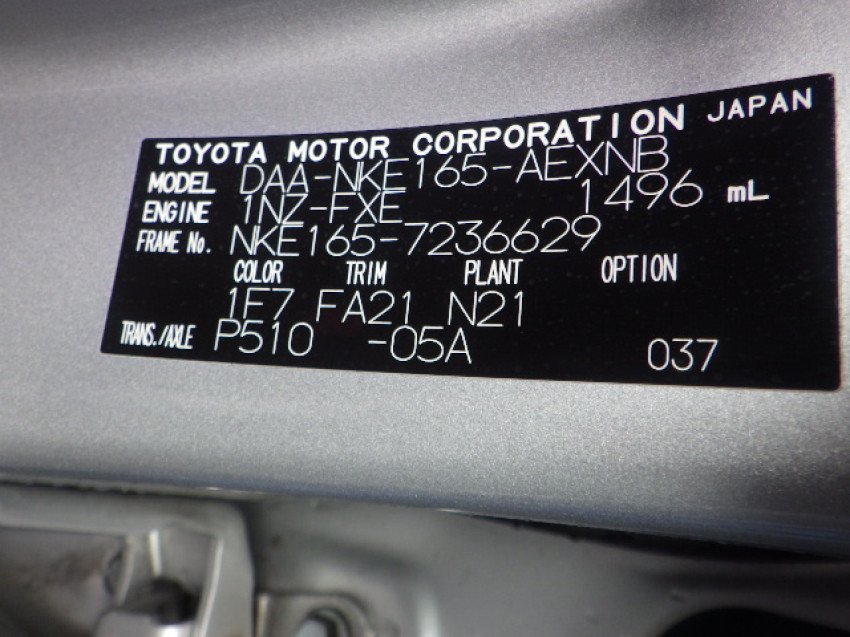 TOYOTA MOTOR CORPORATION JAPAN
MODEL DAA-NKE165-AEXNB
ENGINE 1NZ-FXE 1496 mL
FRAME No. NKE165-7236629
COLOR TRIM PLANT OPTION
1F7 FA21 N21
TRANS./AXLE P510 -05A 037